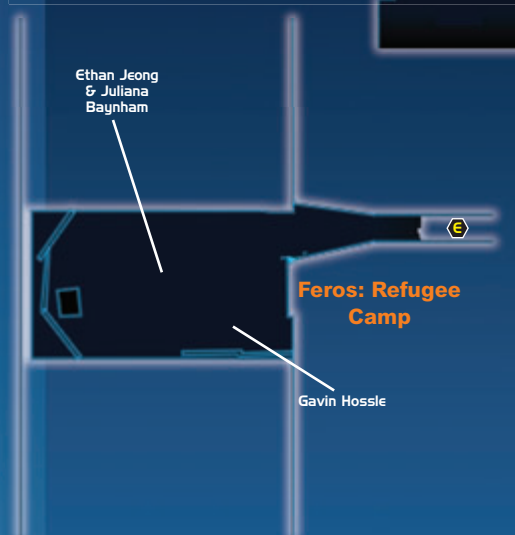 Ethan Jeong
& Juliana
Baynham
E
Feros: Refugee
Camp
Gavin Hossle